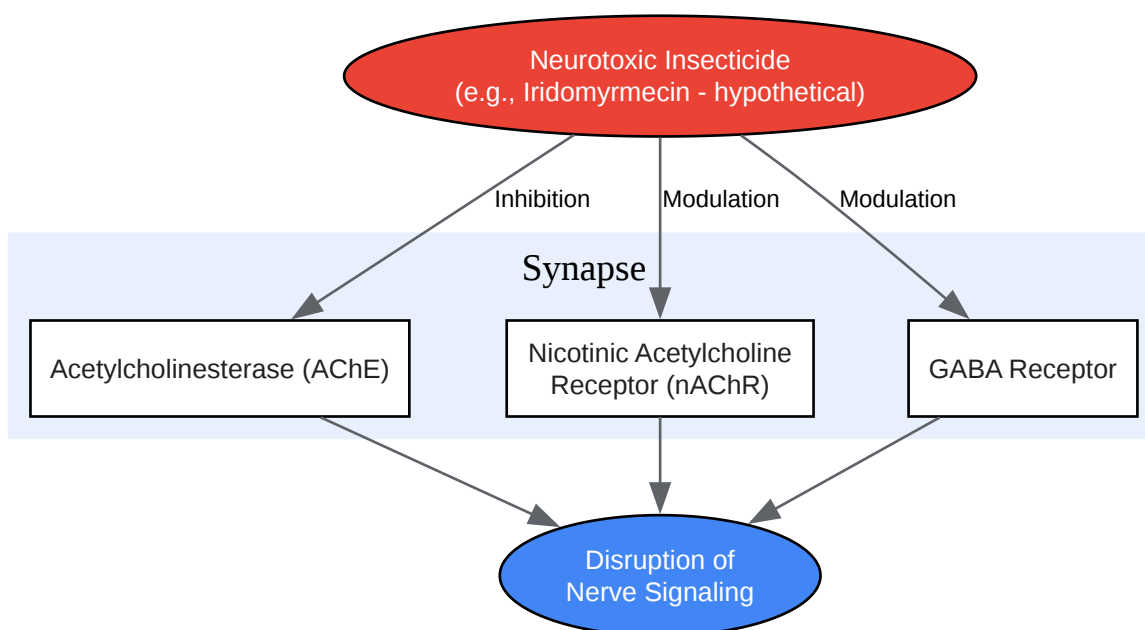 Neurotoxic Insecticide
(e.g., Iridomyrmecin - hypothetical)
Inhibition
Modulation
Modulation
Synapse
Acetylcholinesterase (AChE)
Nicotinic Acetylcholine
Receptor (nAChR)
GABA Receptor
Disruption of
Nerve Signaling